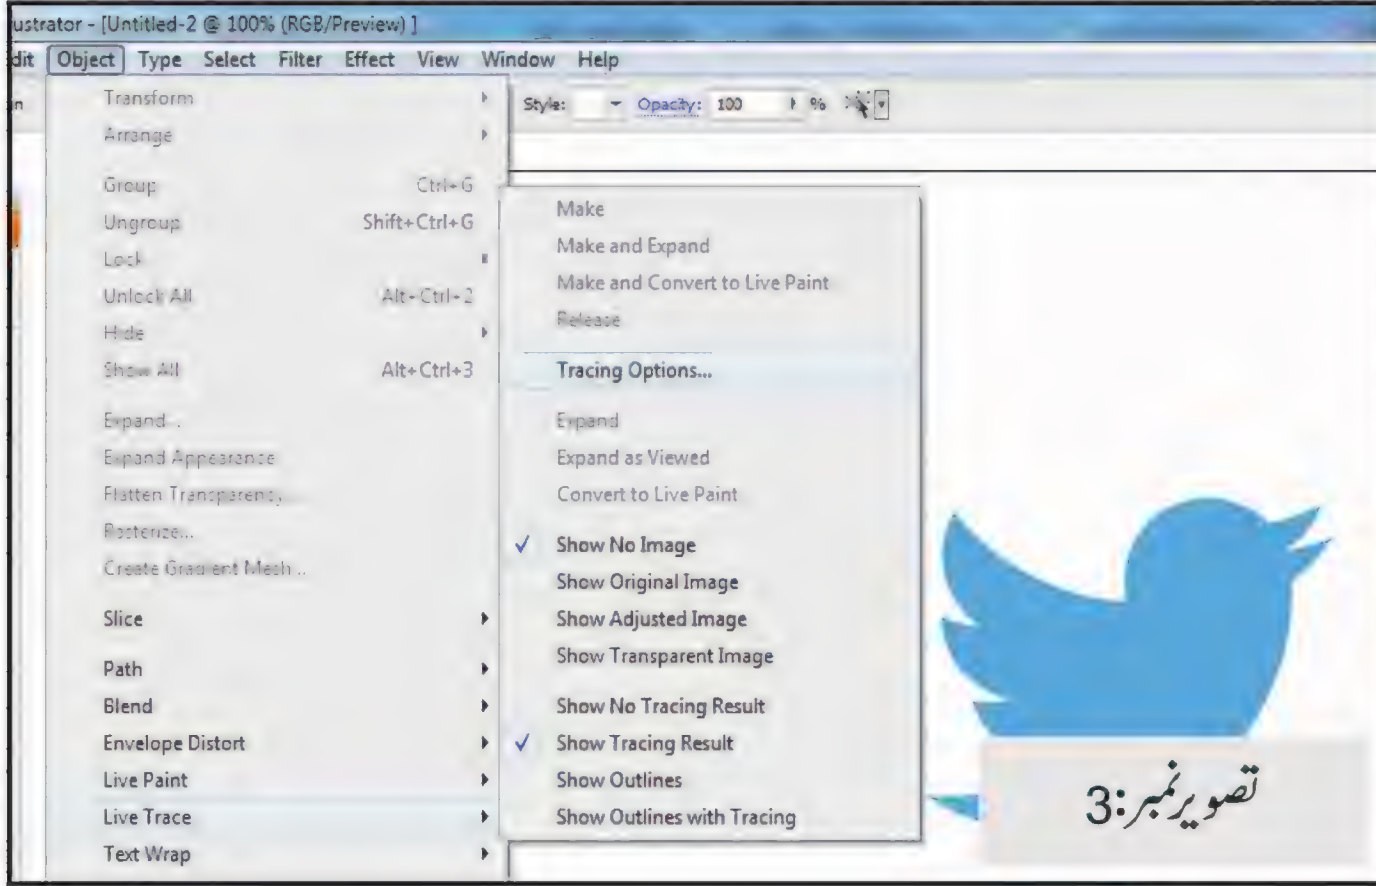 ustrator - [Untitled-2 @ 100% (RGB/Preview) ]
dit Object Type Select Filter Effect View Window Help
Style: Opacity: 100 %
Transform
Arrange
Group Ctrl+G
Ungroup Shift+Ctrl+G
Lock
Unlock All Alt+Ctrl+2
Hide
Show All Alt+Ctrl+3
Expand...
Expand Appearance
Flatten Transparency...
Rasterize...
Create Gradient Mesh...
Slice
Path
Blend
Envelope Distort
Live Paint
Live Trace
Text Wrap
Make
Make and Expand
Make and Convert to Live Paint
Release
Tracing Options...
Expand
Expand as Viewed
Convert to Live Paint
✓ Show No Image
Show Original Image
Show Adjusted Image
Show Transparent Image
Show No Tracing Result
✓ Show Tracing Result
Show Outlines
Show Outlines with Tracing
تصویر نمبر:3